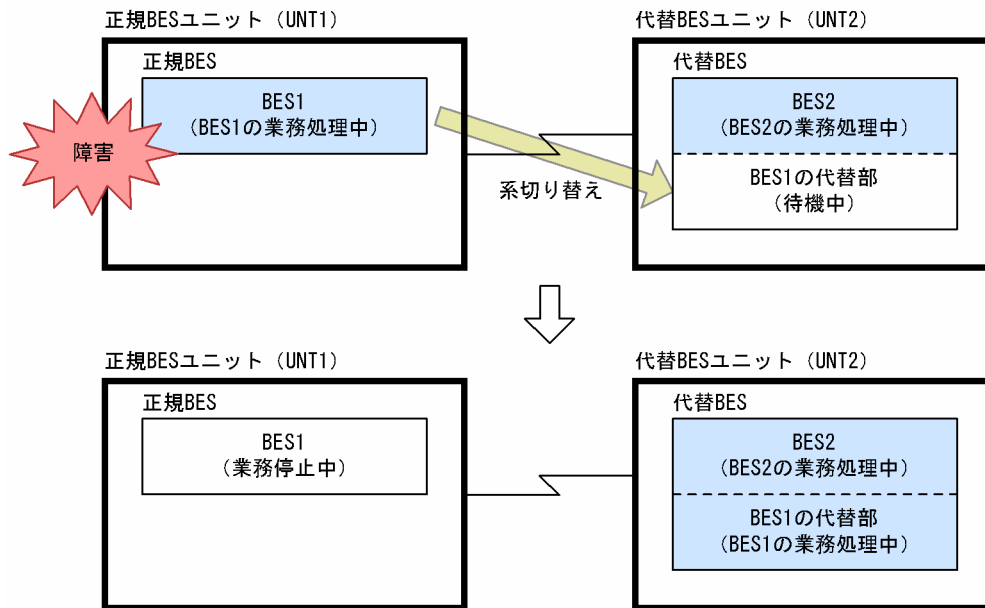 正規BESユニット（UNT1）
代替BESユニット（UNT2）
正規BES
代替BES
BES1
（BES1の業務処理中）
BES2
（BES2の業務処理中）
障害
BES1の代替部
（待機中）
系切り替え
正規BESユニット（UNT1）
代替BESユニット（UNT2）
正規BES
代替BES
BES1
（業務停止中）
BES2
（BES2の業務処理中）
BES1の代替部
（BES1の業務処理中）